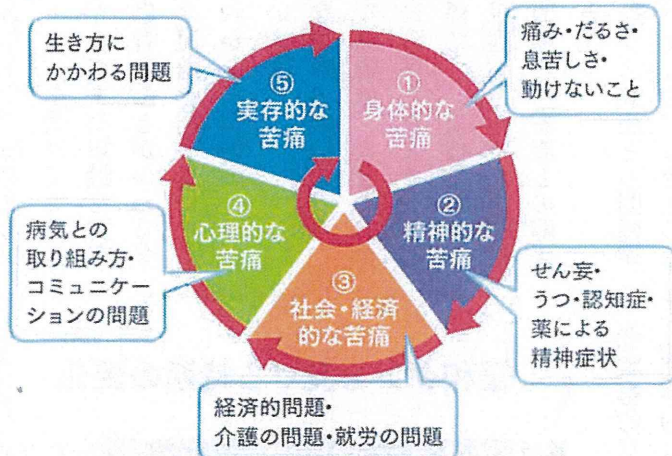 ①
身体的な
苦痛
痛み・だるさ・
息苦しさ・
動けないこと
②
精神的な
苦痛
せん妄・
うつ・認知症・
薬による
精神症状
③
社会・経済
的な苦痛
経済的問題・
介護の問題・就労の問題
④
心理的な
苦痛
病気との
取り組み方・
コミュニケー
ションの問題
⑤
実存的な
苦痛
生き方に
かかわる問題